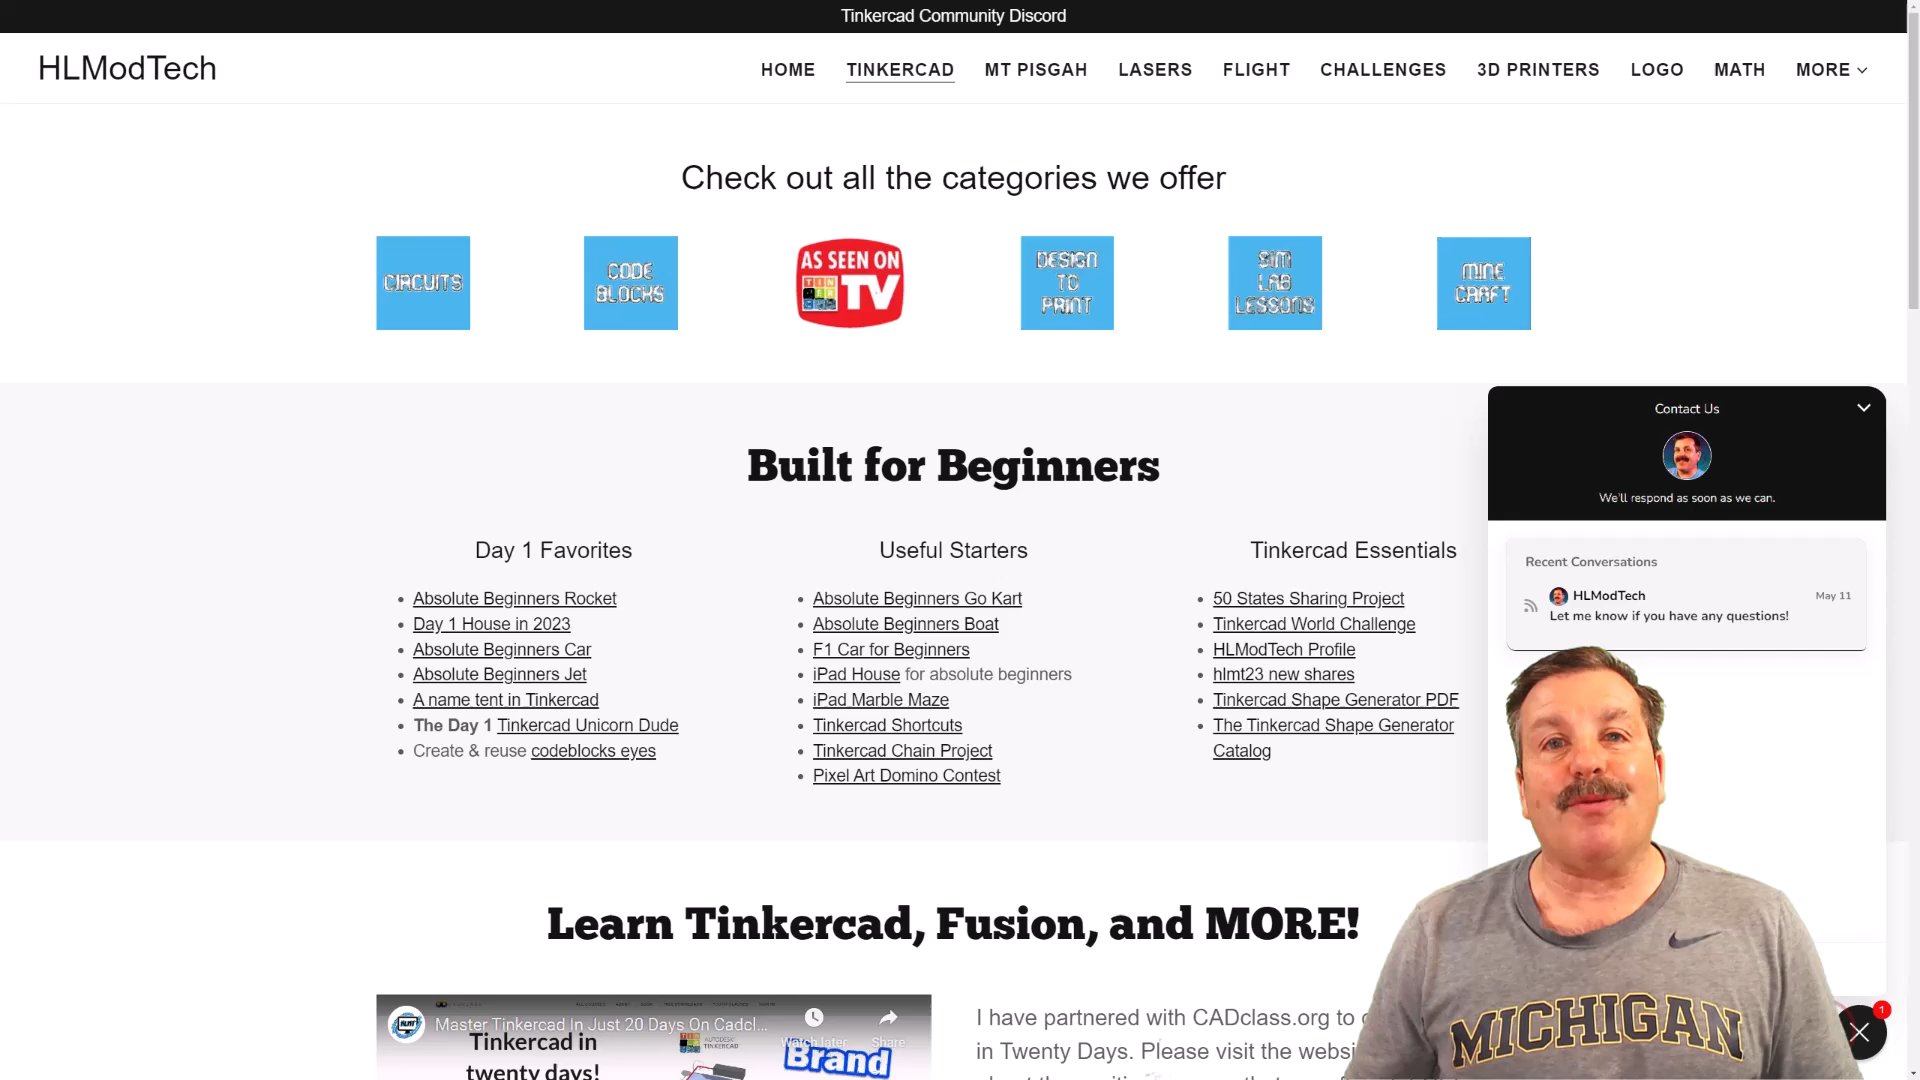 Tinkercad Community Discord
HLModTech
HOME TINKERCAD MT PISGAH LASERS FLIGHT CHALLENGES 3D PRINTERS LOGO MATH MORE
Check out all the categories we offer
CIRCUITS
CODE
BLOCKS
AS SEEN ON
TIN
KER
CAD
TV
DESIGN
TO
PRINT
SIM
LAB
LESSONS
MINE
CRAFT
Built for Beginners
Day 1 Favorites
Absolute Beginners Rocket
Day 1 House in 2023
Absolute Beginners Car
Absolute Beginners Jet
A name tent in Tinkercad
The Day 1 Tinkercad Unicorn Dude
Create & reuse codeblocks eyes
Useful Starters
Absolute Beginners Go Kart
Absolute Beginners Boat
F1 Car for Beginners
iPad House for absolute beginners
iPad Marble Maze
Tinkercad Shortcuts
Tinkercad Chain Project
Pixel Art Domino Contest
Tinkercad Essentials
50 States Sharing Project
Tinkercad World Challenge
HLModTech Profile
hlmt23 new shares
Tinkercad Shape Generator PDF
The Tinkercad Shape Generator
Catalog
Contact Us
We'll respond as soon as we can.
Recent Conversations
HLModTech May 11
Let me know if you have any questions!
Learn Tinkercad, Fusion, and MORE!
Master Tinkercad In Just 20 Days On Cadcl...
Watch later
Share
Tinkercad in
twenty days!
AUTODESK
TINKERCAD
Brand
I have partnered with CADclass.org to
in Twenty Days. Please visit the
MICHIGAN
1